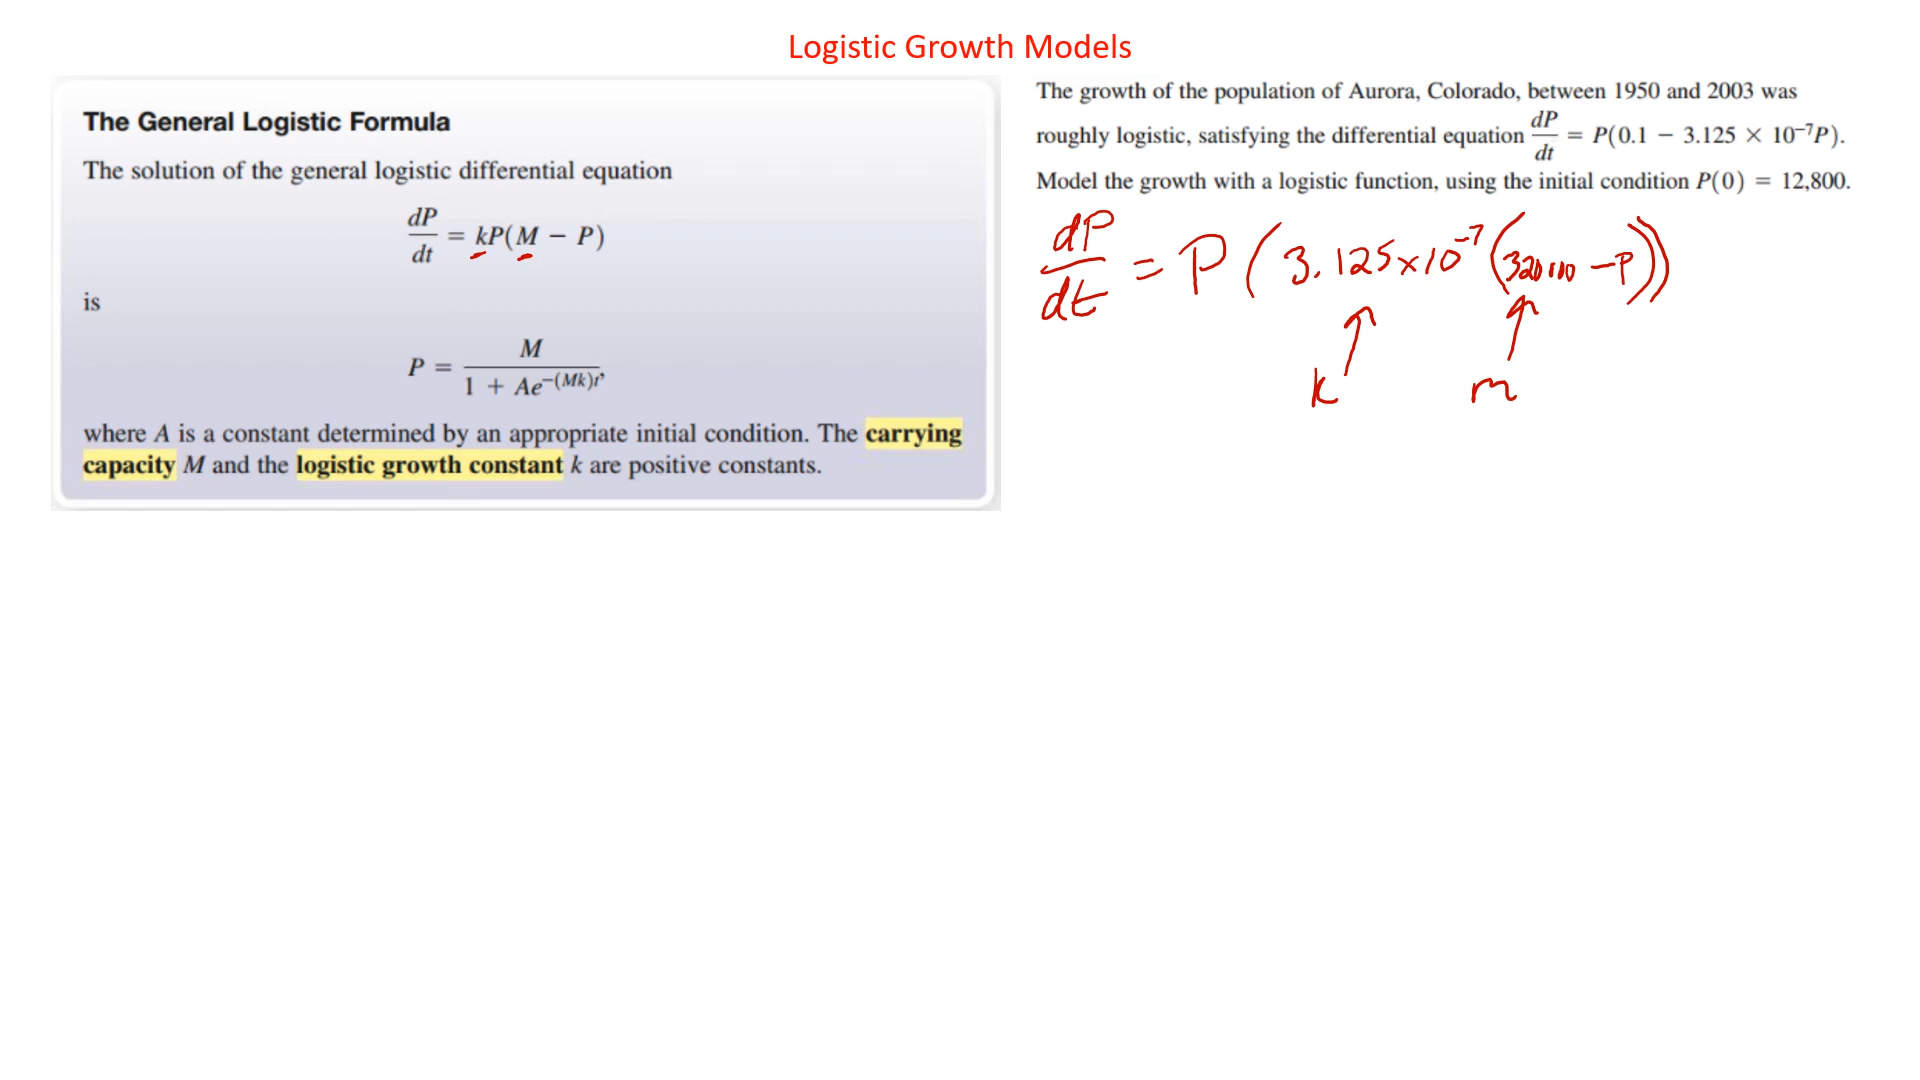 Logistic Growth Models
The General Logistic Formula
The solution of the general logistic differential equation
dP/dt = kP(M − P)
is
P = M / (1 + Ae^−(Mk)t,
where A is a constant determined by an appropriate initial condition. The carrying
capacity M and the logistic growth constant k are positive constants.
The growth of the population of Aurora, Colorado, between 1950 and 2003 was
roughly logistic, satisfying the differential equation dP/dt = P(0.1 − 3.125 × 10⁻⁷P).
Model the growth with a logistic function, using the initial condition P(0) = 12,800.
dP/dt = P (3.125×10⁻⁷(320000 −P))
k m